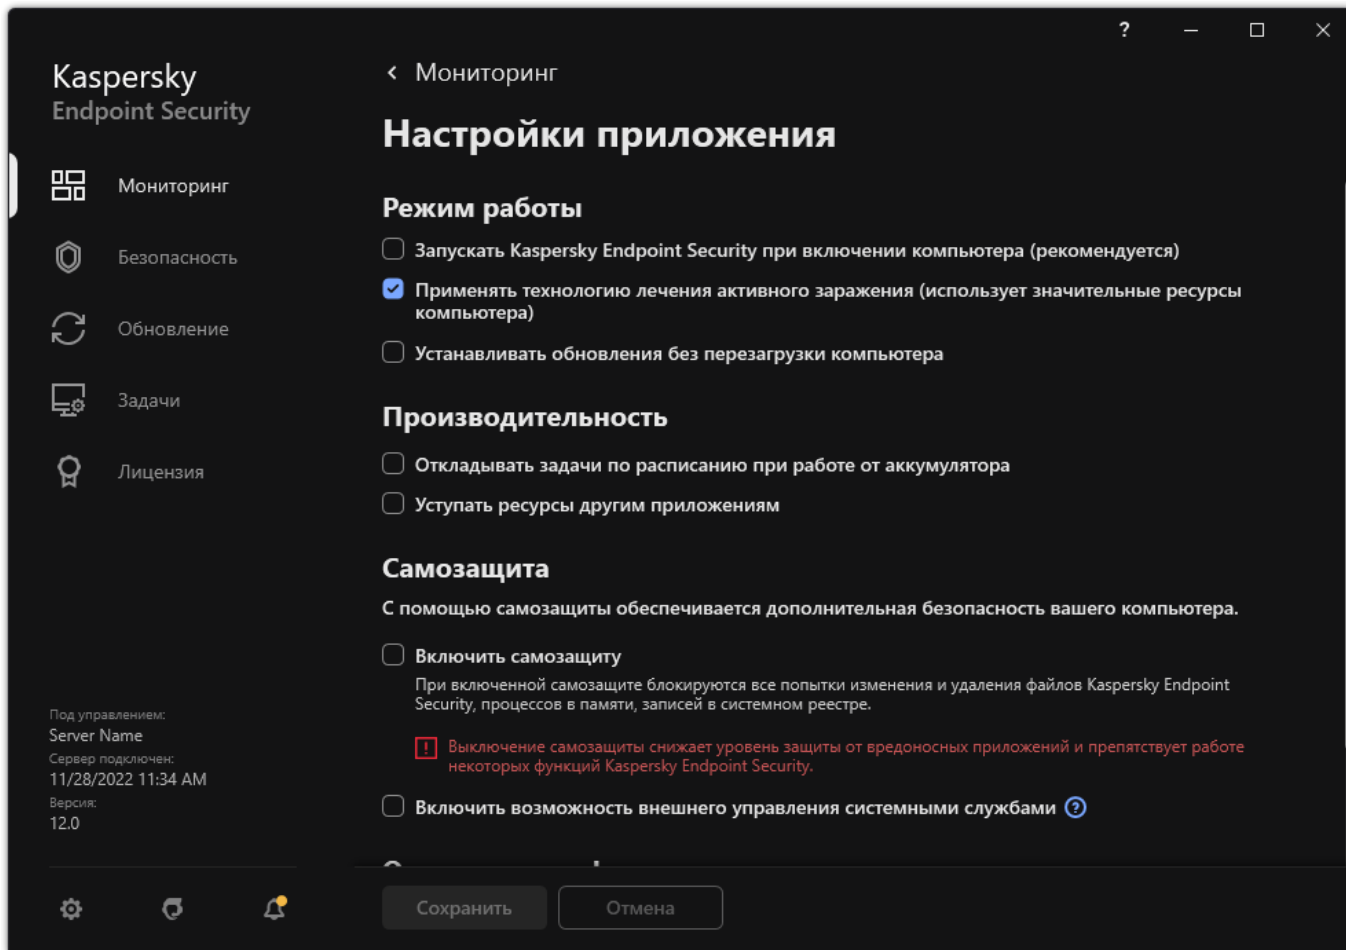 ?
Kaspersky
Endpoint Security
Мониторинг
Безопасность
Обновление
Задачи
Лицензия
Под управлением:
Server Name
Сервер подключен:
11/28/2022 11:34 AM
Версия:
12.0
Мониторинг
Настройки приложения
Режим работы
Запускать Kaspersky Endpoint Security при включении компьютера (рекомендуется)
Применять технологию лечения активного заражения (использует значительные ресурсы
компьютера)
Устанавливать обновления без перезагрузки компьютера
Производительность
Откладывать задачи по расписанию при работе от аккумулятора
Уступать ресурсы другим приложениям
Самозащита
С помощью самозащиты обеспечивается дополнительная безопасность вашего компьютера.
Включить самозащиту
При включенной самозащите блокируются все попытки изменения и удаления файлов Kaspersky Endpoint
Security, процессов в памяти, записей в системном реестре.
Выключение самозащиты снижает уровень защиты от вредоносных приложений и препятствует работе
некоторых функций Kaspersky Endpoint Security.
Включить возможность внешнего управления системными службами ?
Сохранить
Отмена